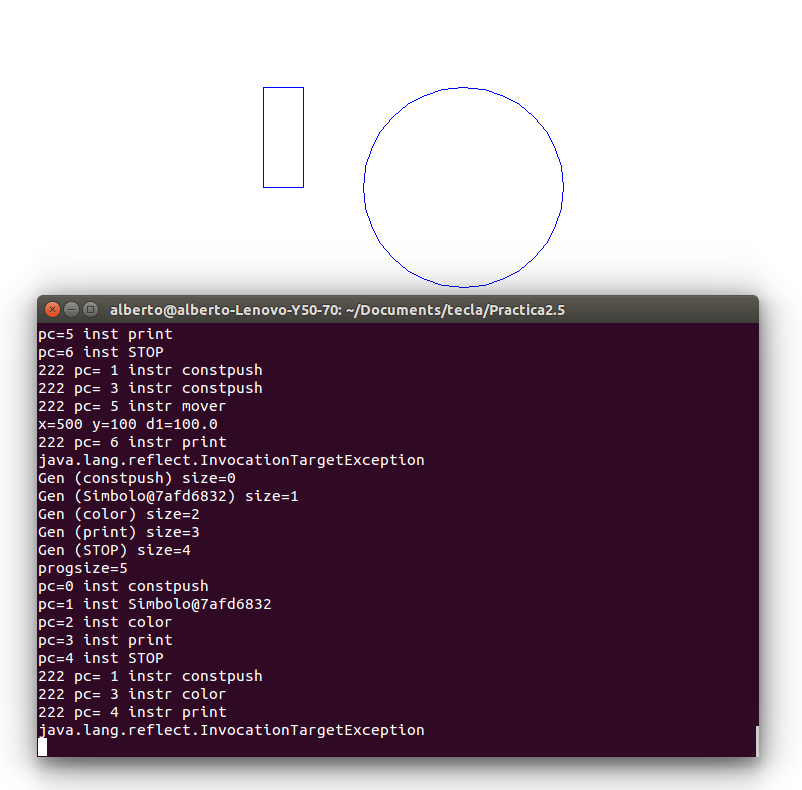 alberto@alberto-Lenovo-Y50-70: ~/Documents/tecla/Practica2.5
pc=5 inst print
pc=6 inst STOP
222 pc= 1 instr constpush
222 pc= 3 instr constpush
222 pc= 5 instr mover
x=500 y=100 d1=100.0
222 pc= 6 instr print
java.lang.reflect.InvocationTargetException
Gen (constpush) size=0
Gen (Simbolo@7afd6832) size=1
Gen (color) size=2
Gen (print) size=3
Gen (STOP) size=4
progsize=5
pc=0 inst constpush
pc=1 inst Simbolo@7afd6832
pc=2 inst color
pc=3 inst print
pc=4 inst STOP
222 pc= 1 instr constpush
222 pc= 3 instr color
222 pc= 4 instr print
java.lang.reflect.InvocationTargetException